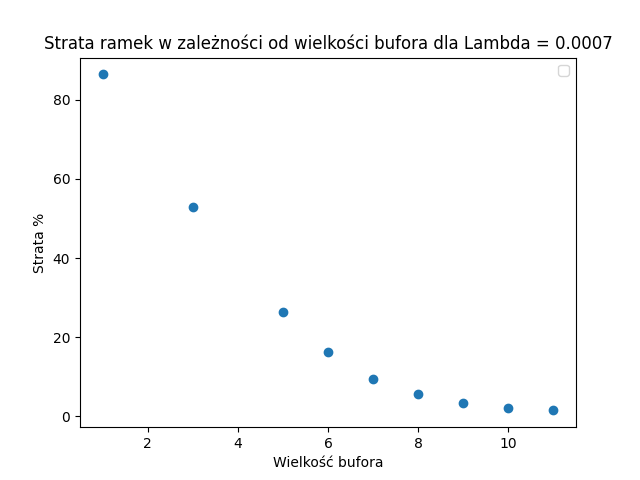 Strata ramek w zależności od wielkości bufora dla Lambda = 0.0007
80
60
40
20
0
Strata %
2 4 6 8 10
Wielkość bufora